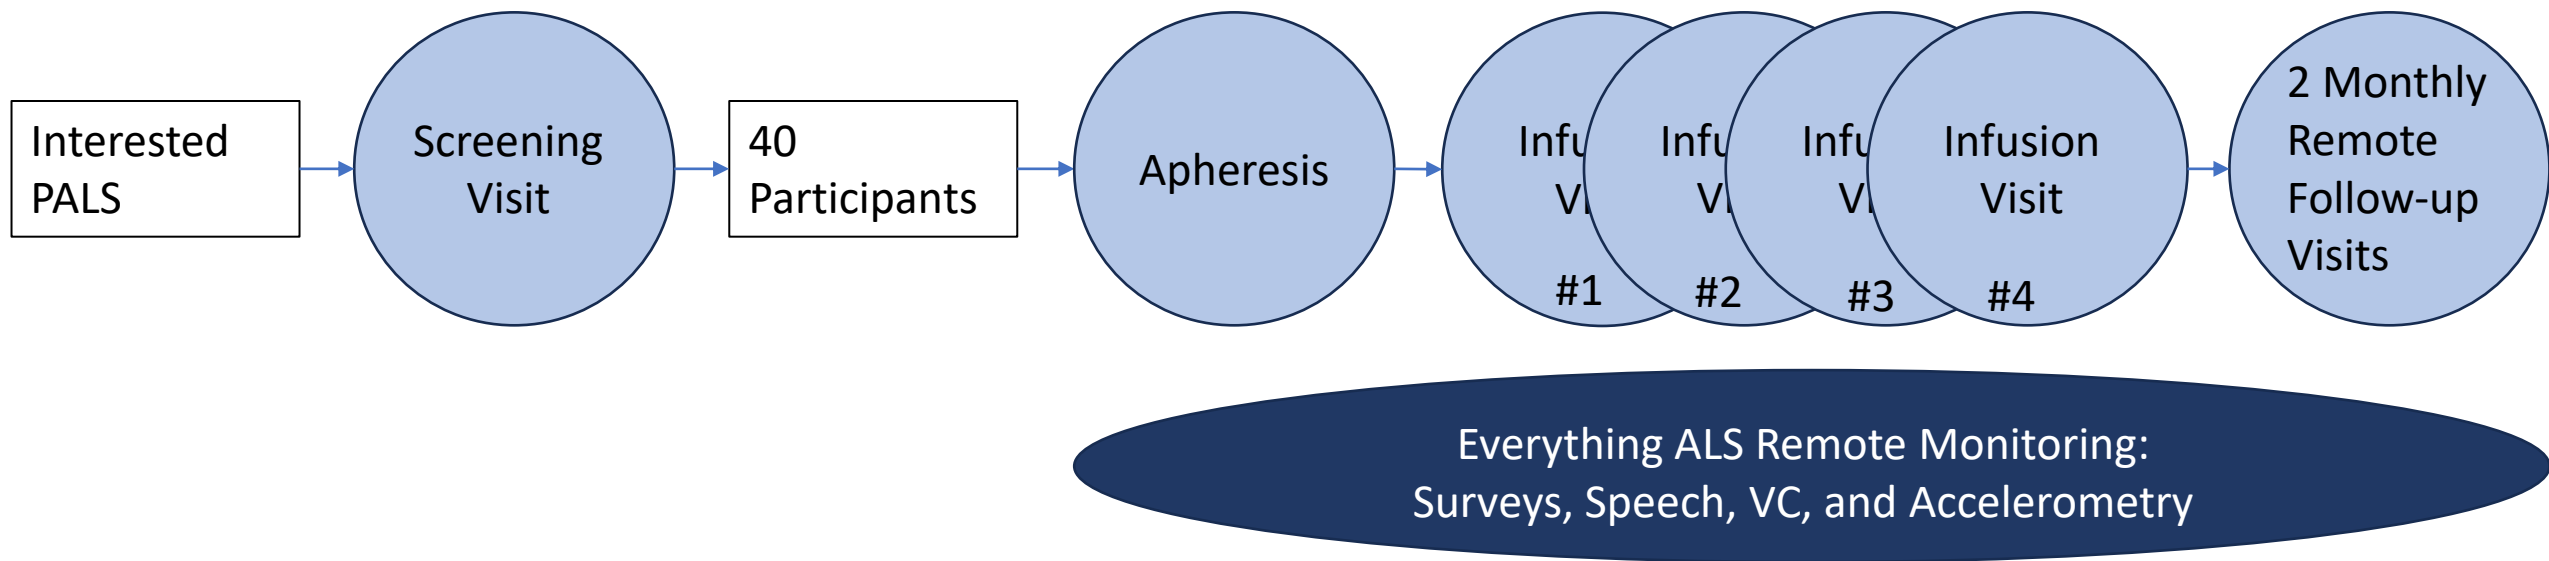 Interested
PALS
Screening
Visit
40
Participants
Apheresis
Infu
Vi
#1
Infu
Vi
#2
Infu
Vi
#3
Infusion
Visit
#4
2 Monthly
Remote
Follow-up
Visits
Everything ALS Remote Monitoring:
Surveys, Speech, VC, and Accelerometry